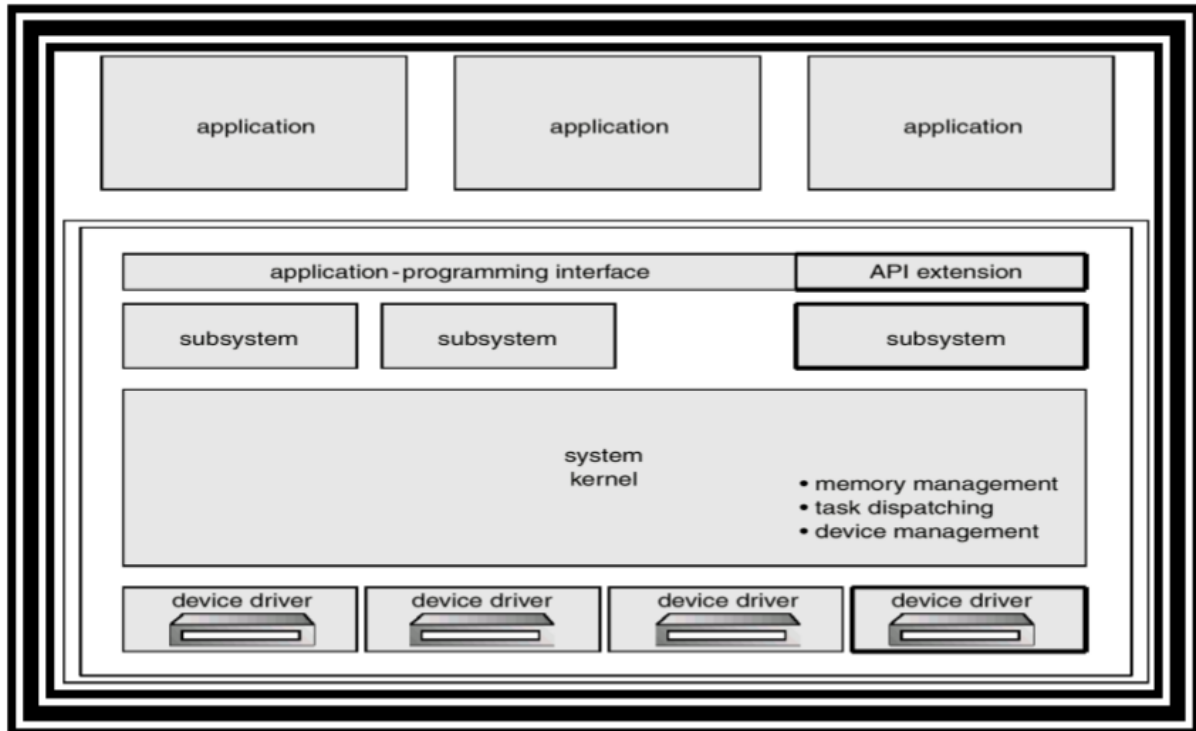 application
application
application
application-programming interface
API extension
subsystem
subsystem
subsystem
system
kernel
• memory management
• task dispatching
• device management
device driver
device driver
device driver
device driver